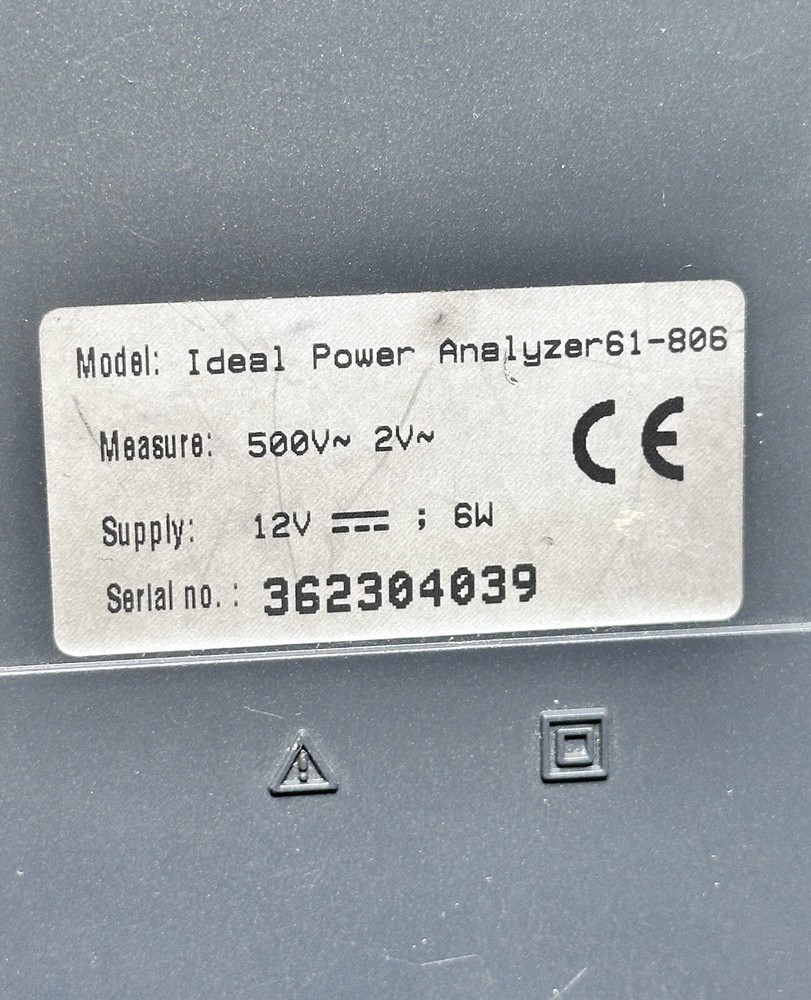 Model: Ideal Power Analyzer61-806
Measure: 500V~ 2V~
CE
Supply: 12V ⎓ ; 6W
Serial no. : 362304039